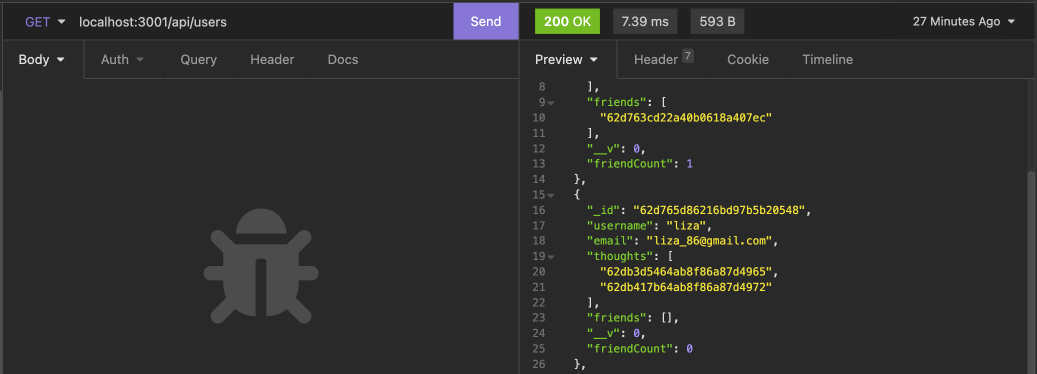 GET localhost:3001/api/users Send 200 OK 7.39 ms 593 B 27 Minutes Ago
Body Auth Query Header Docs Preview Header 7 Cookie Timeline
8 ],
9 "friends": [
10 "62d763cd22a40b0618a407ec"
11 ],
12 "__v": 0,
13 "friendCount": 1
14 },
15 {
16 "_id": "62d765d86216bd97b5b20548",
17 "username": "liza",
18 "email": "liza_86@gmail.com",
19 "thoughts": [
20 "62db3d5464ab8f86a87d4965",
21 "62db417b64ab8f86a87d4972"
22 ],
23 "friends": [],
24 "__v": 0,
25 "friendCount": 0
26 },